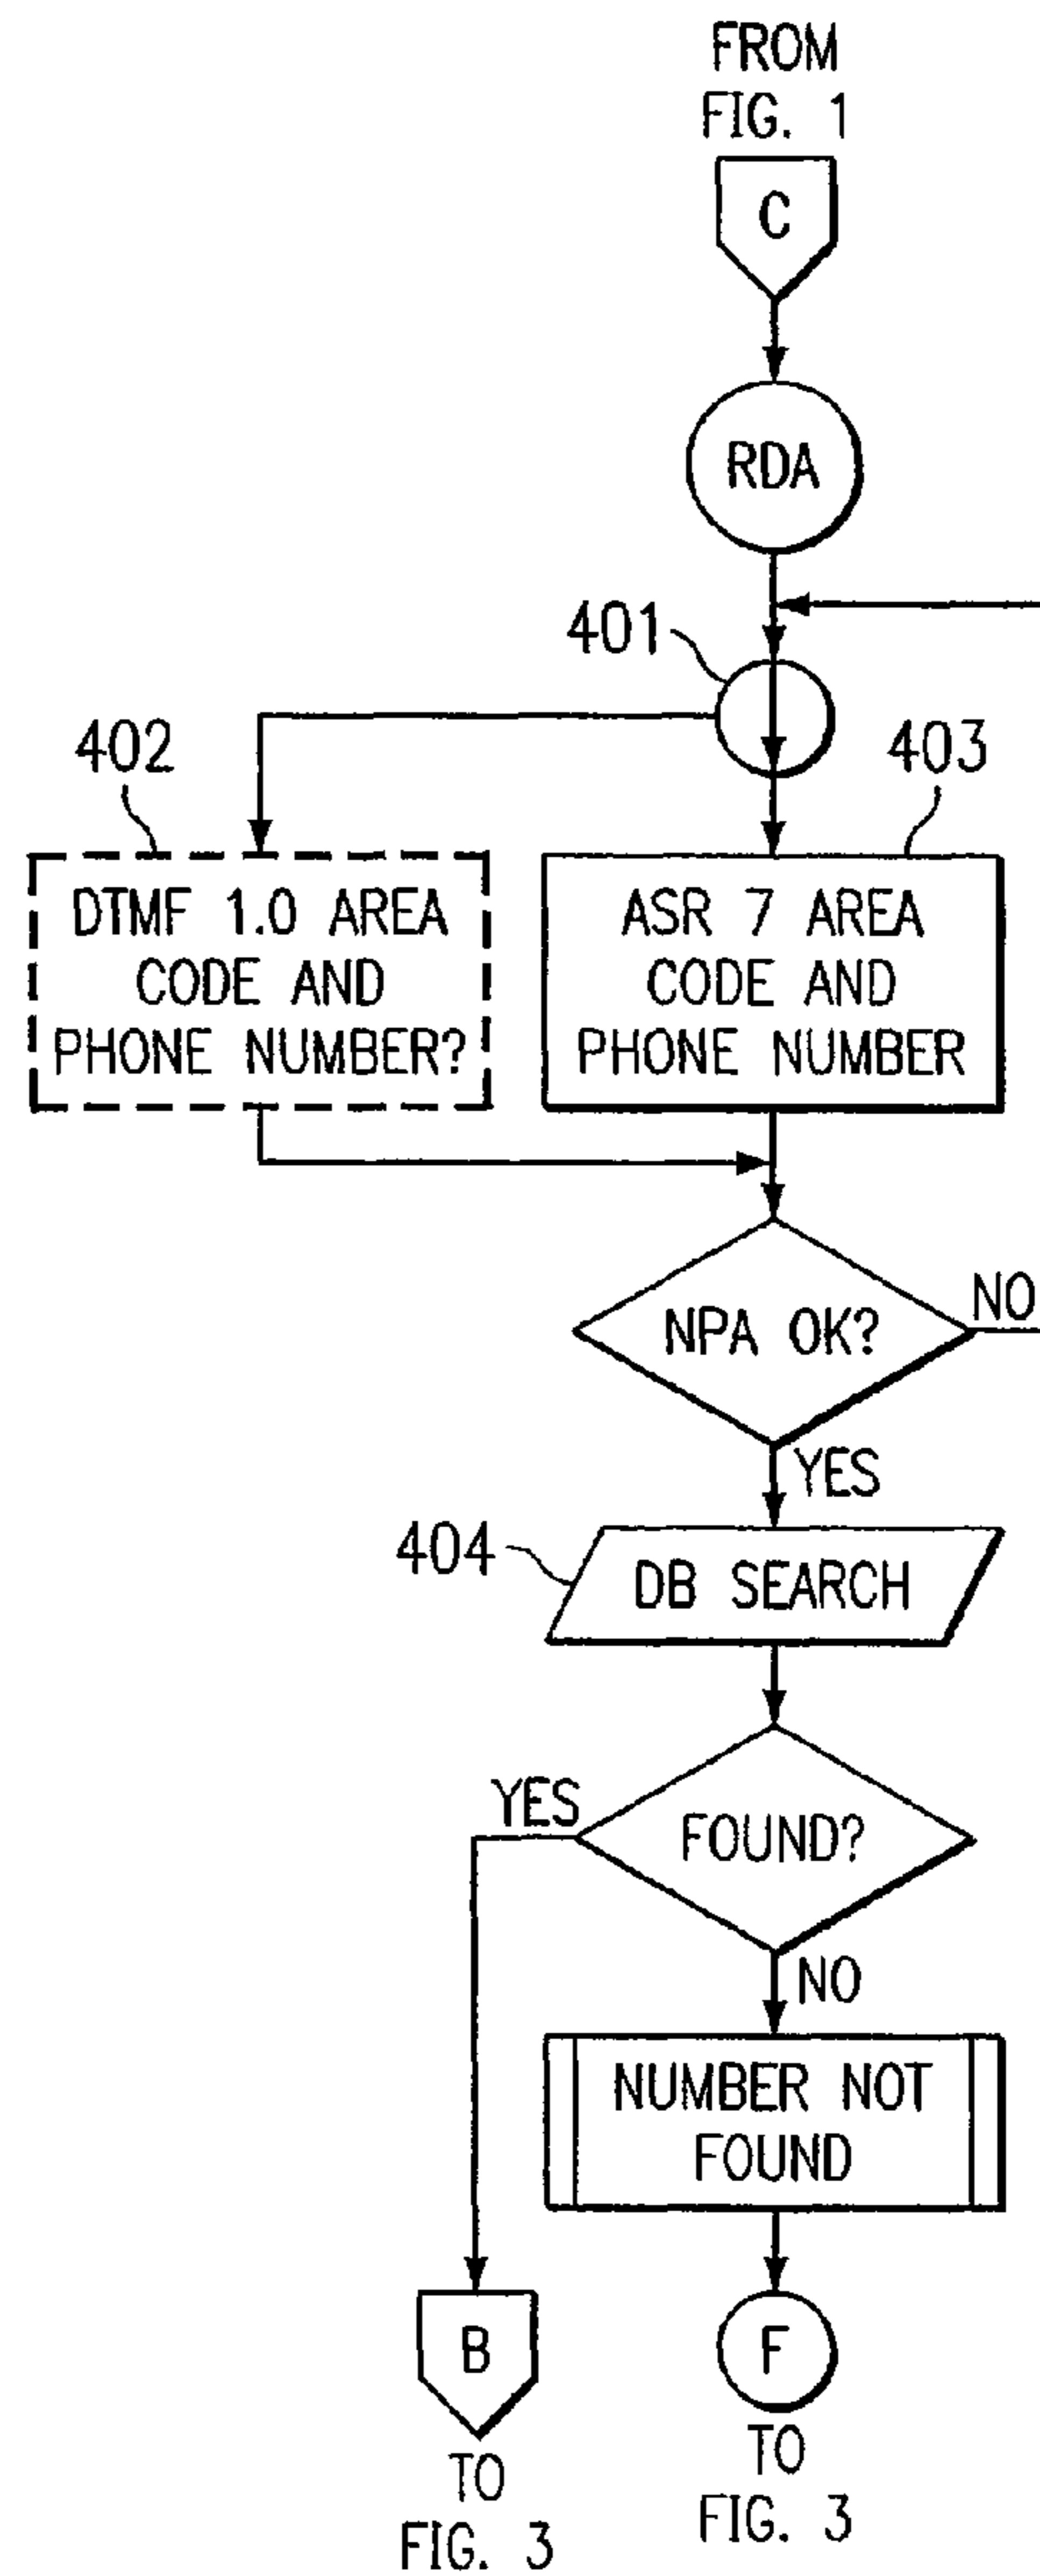 FROM
FIG. 1
C
RDA
401
402
403
DTMF 1.0 AREA
CODE AND
PHONE NUMBER?
ASR 7 AREA
CODE AND
PHONE NUMBER
NPA OK?
NO
YES
404
DB SEARCH
YES
FOUND?
NO
NUMBER NOT
FOUND
B
TO
FIG. 3
F
TO
FIG. 3